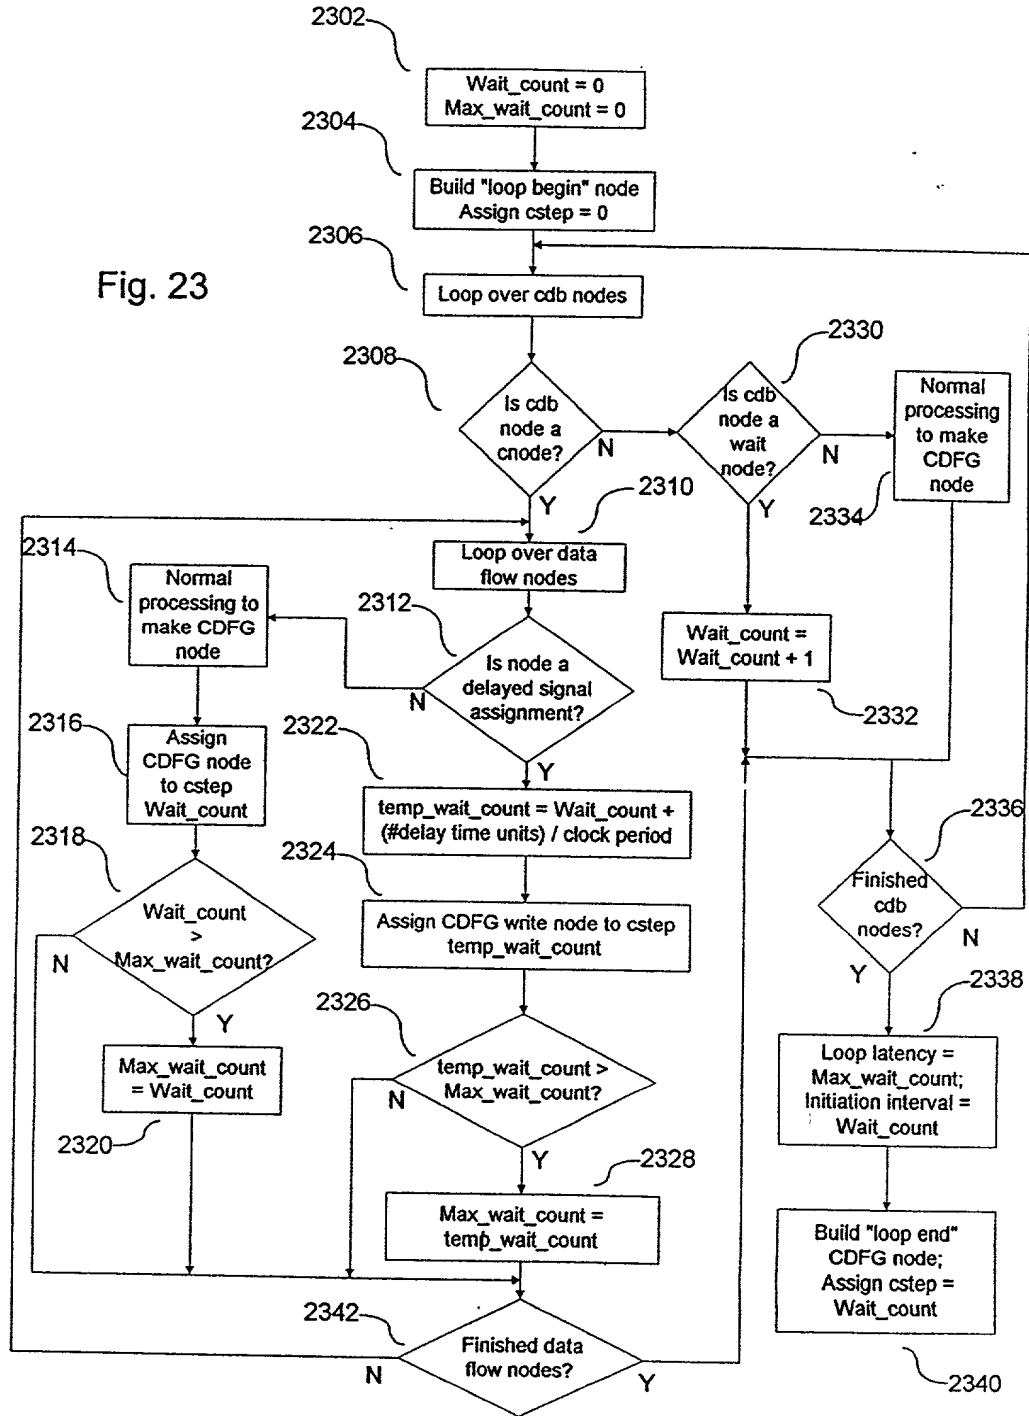 2302
Wait_count = 0
Max_wait_count = 0
2304
Build "loop begin" node
Assign cstep = 0
2306
Fig. 23
Loop over cdb nodes
2308
Is cdb
node a
cnode?
N
Y
2330
Is cdb
node a
wait
node?
N
Y
Normal
processing
to make
CDFG
node
2334
2310
Loop over data
flow nodes
2314
Normal
processing to
make CDFG
node
2312
Is node a
delayed signal
assignment?
N
Y
Wait_count =
Wait_count + 1
2332
2316
Assign
CDFG node
to cstep
Wait_count
2322
temp_wait_count = Wait_count +
(#delay time units) / clock period
2318
Wait_count
>
Max_wait_count?
N
Y
2324
Assign CDFG write node to cstep
temp_wait_count
2336
Finished
cdb
nodes?
N
Y
2326
temp_wait_count >
Max_wait_count?
N
Y
2338
Loop latency =
Max_wait_count;
Initiation interval =
Wait_count
Max_wait_count
= Wait_count
2320
2328
Max_wait_count =
temp_wait_count
Build "loop end"
CDFG node;
Assign cstep =
Wait_count
2340
2342
Finished data
flow nodes?
N
Y